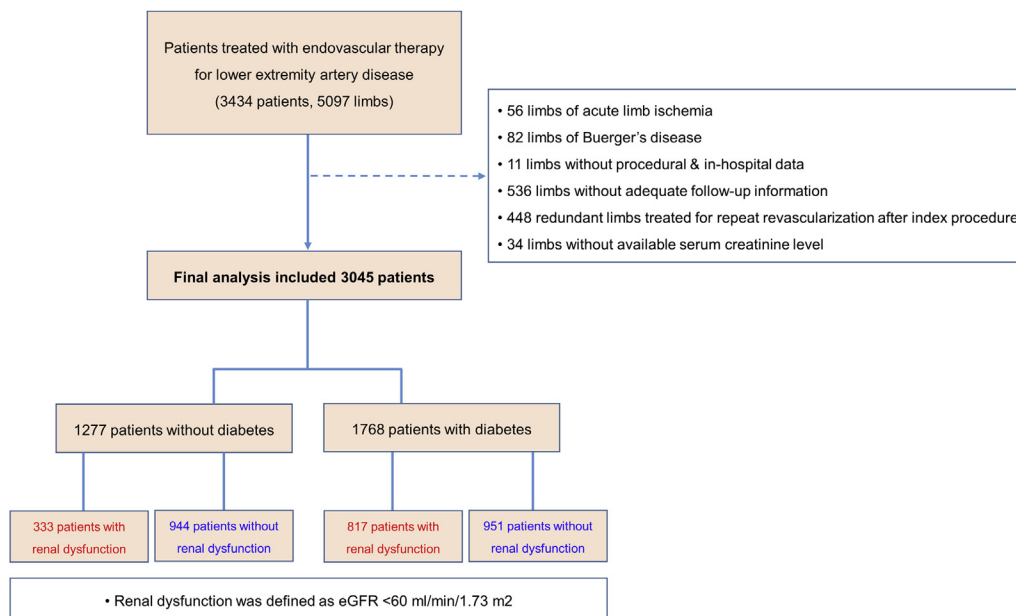 Patients treated with endovascular therapy
for lower extremity artery disease
(3434 patients, 5097 limbs)
• 56 limbs of acute limb ischemia
• 82 limbs of Buerger's disease
• 11 limbs without procedural & in-hospital data
• 536 limbs without adequate follow-up information
• 448 redundant limbs treated for repeat revascularization after index procedure
• 34 limbs without available serum creatinine level
Final analysis included 3045 patients
1277 patients without diabetes
1768 patients with diabetes
333 patients with
renal dysfunction
944 patients without
renal dysfunction
817 patients with
renal dysfunction
951 patients without
renal dysfunction
• Renal dysfunction was defined as eGFR <60 ml/min/1.73 m2